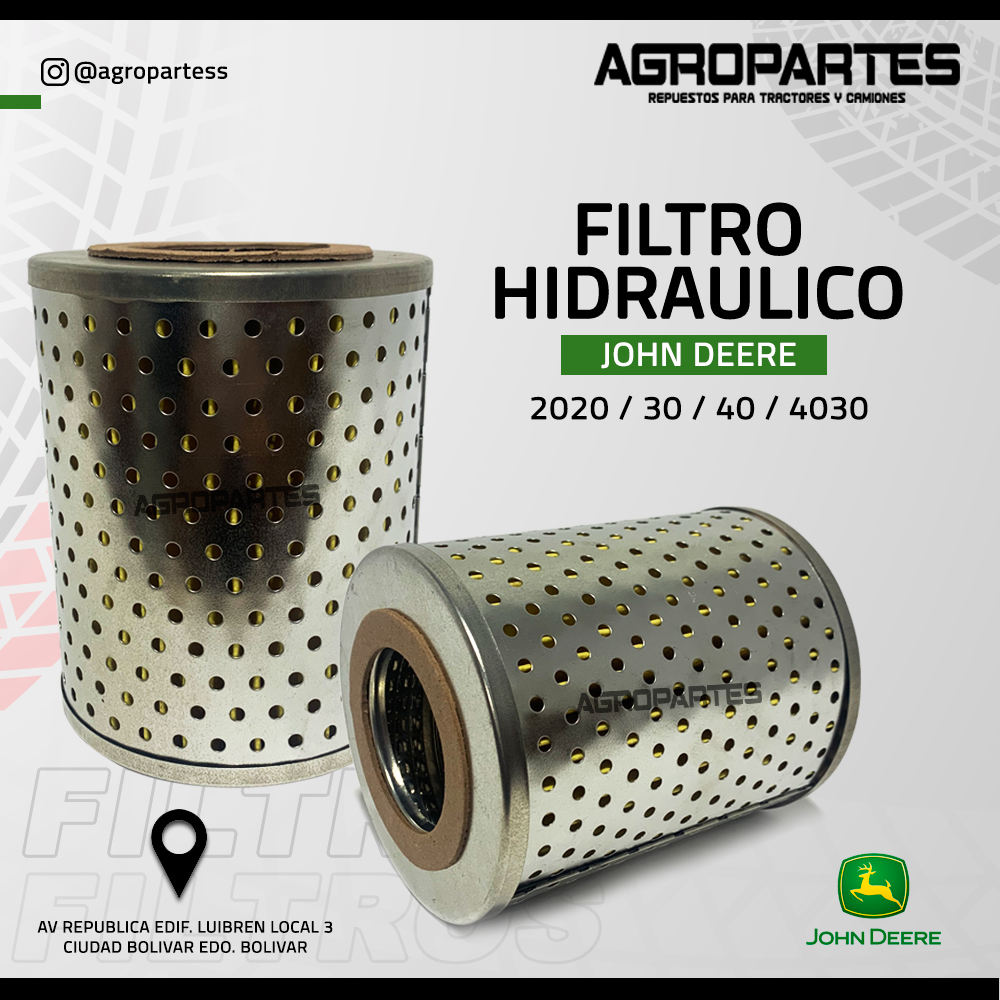 @agropartess
AGROPARTES
REPUESTOS PARA TRACTORES Y CAMIONES
FILTRO
HIDRAULICO
JOHN DEERE
2020 / 30 / 40 / 4030
AGROPARTES
AGROPARTES
FILTROS
FILTROS
AV REPUBLICA EDIF. LUIBREN LOCAL 3
CIUDAD BOLIVAR EDO. BOLIVAR
JOHN DEERE